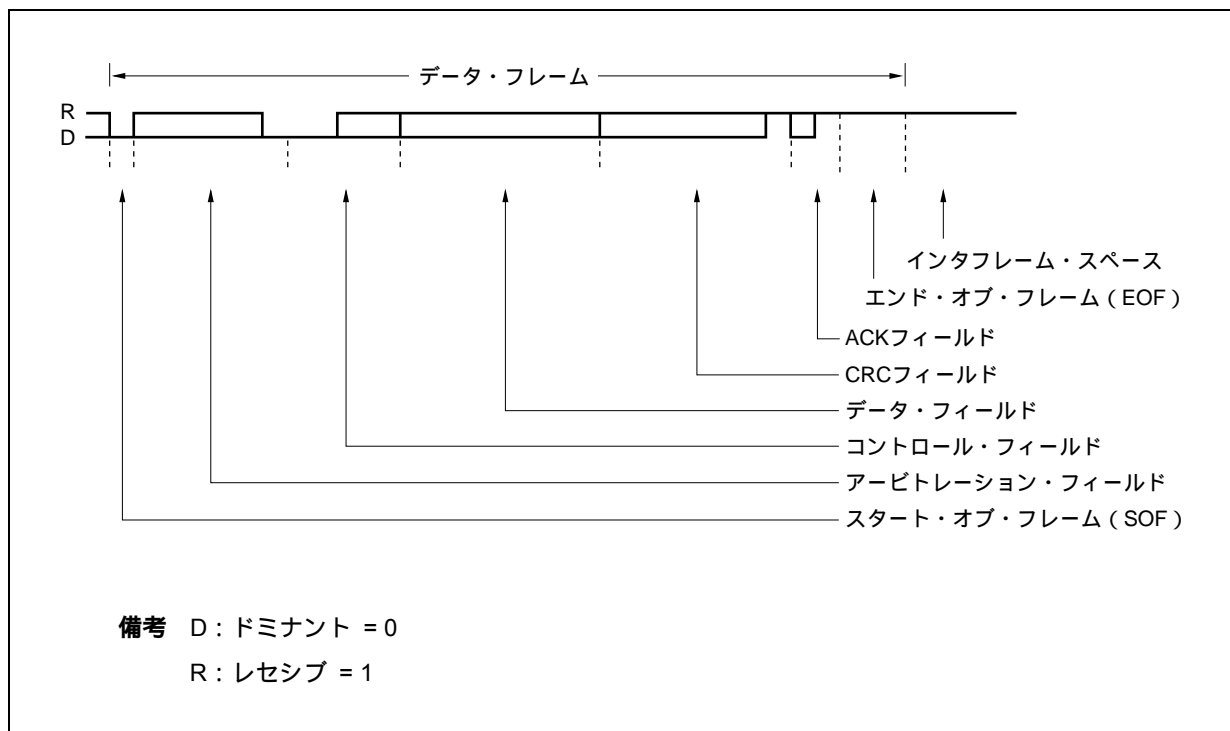 データ・フレーム
R
D
インタフレーム・スペース
エンド・オブ・フレーム（EOF）
ACKフィールド
CRCフィールド
データ・フィールド
コントロール・フィールド
アービトレーション・フィールド
スタート・オブ・フレーム（SOF）
備考 D：ドミナント = 0
R：レセシブ = 1